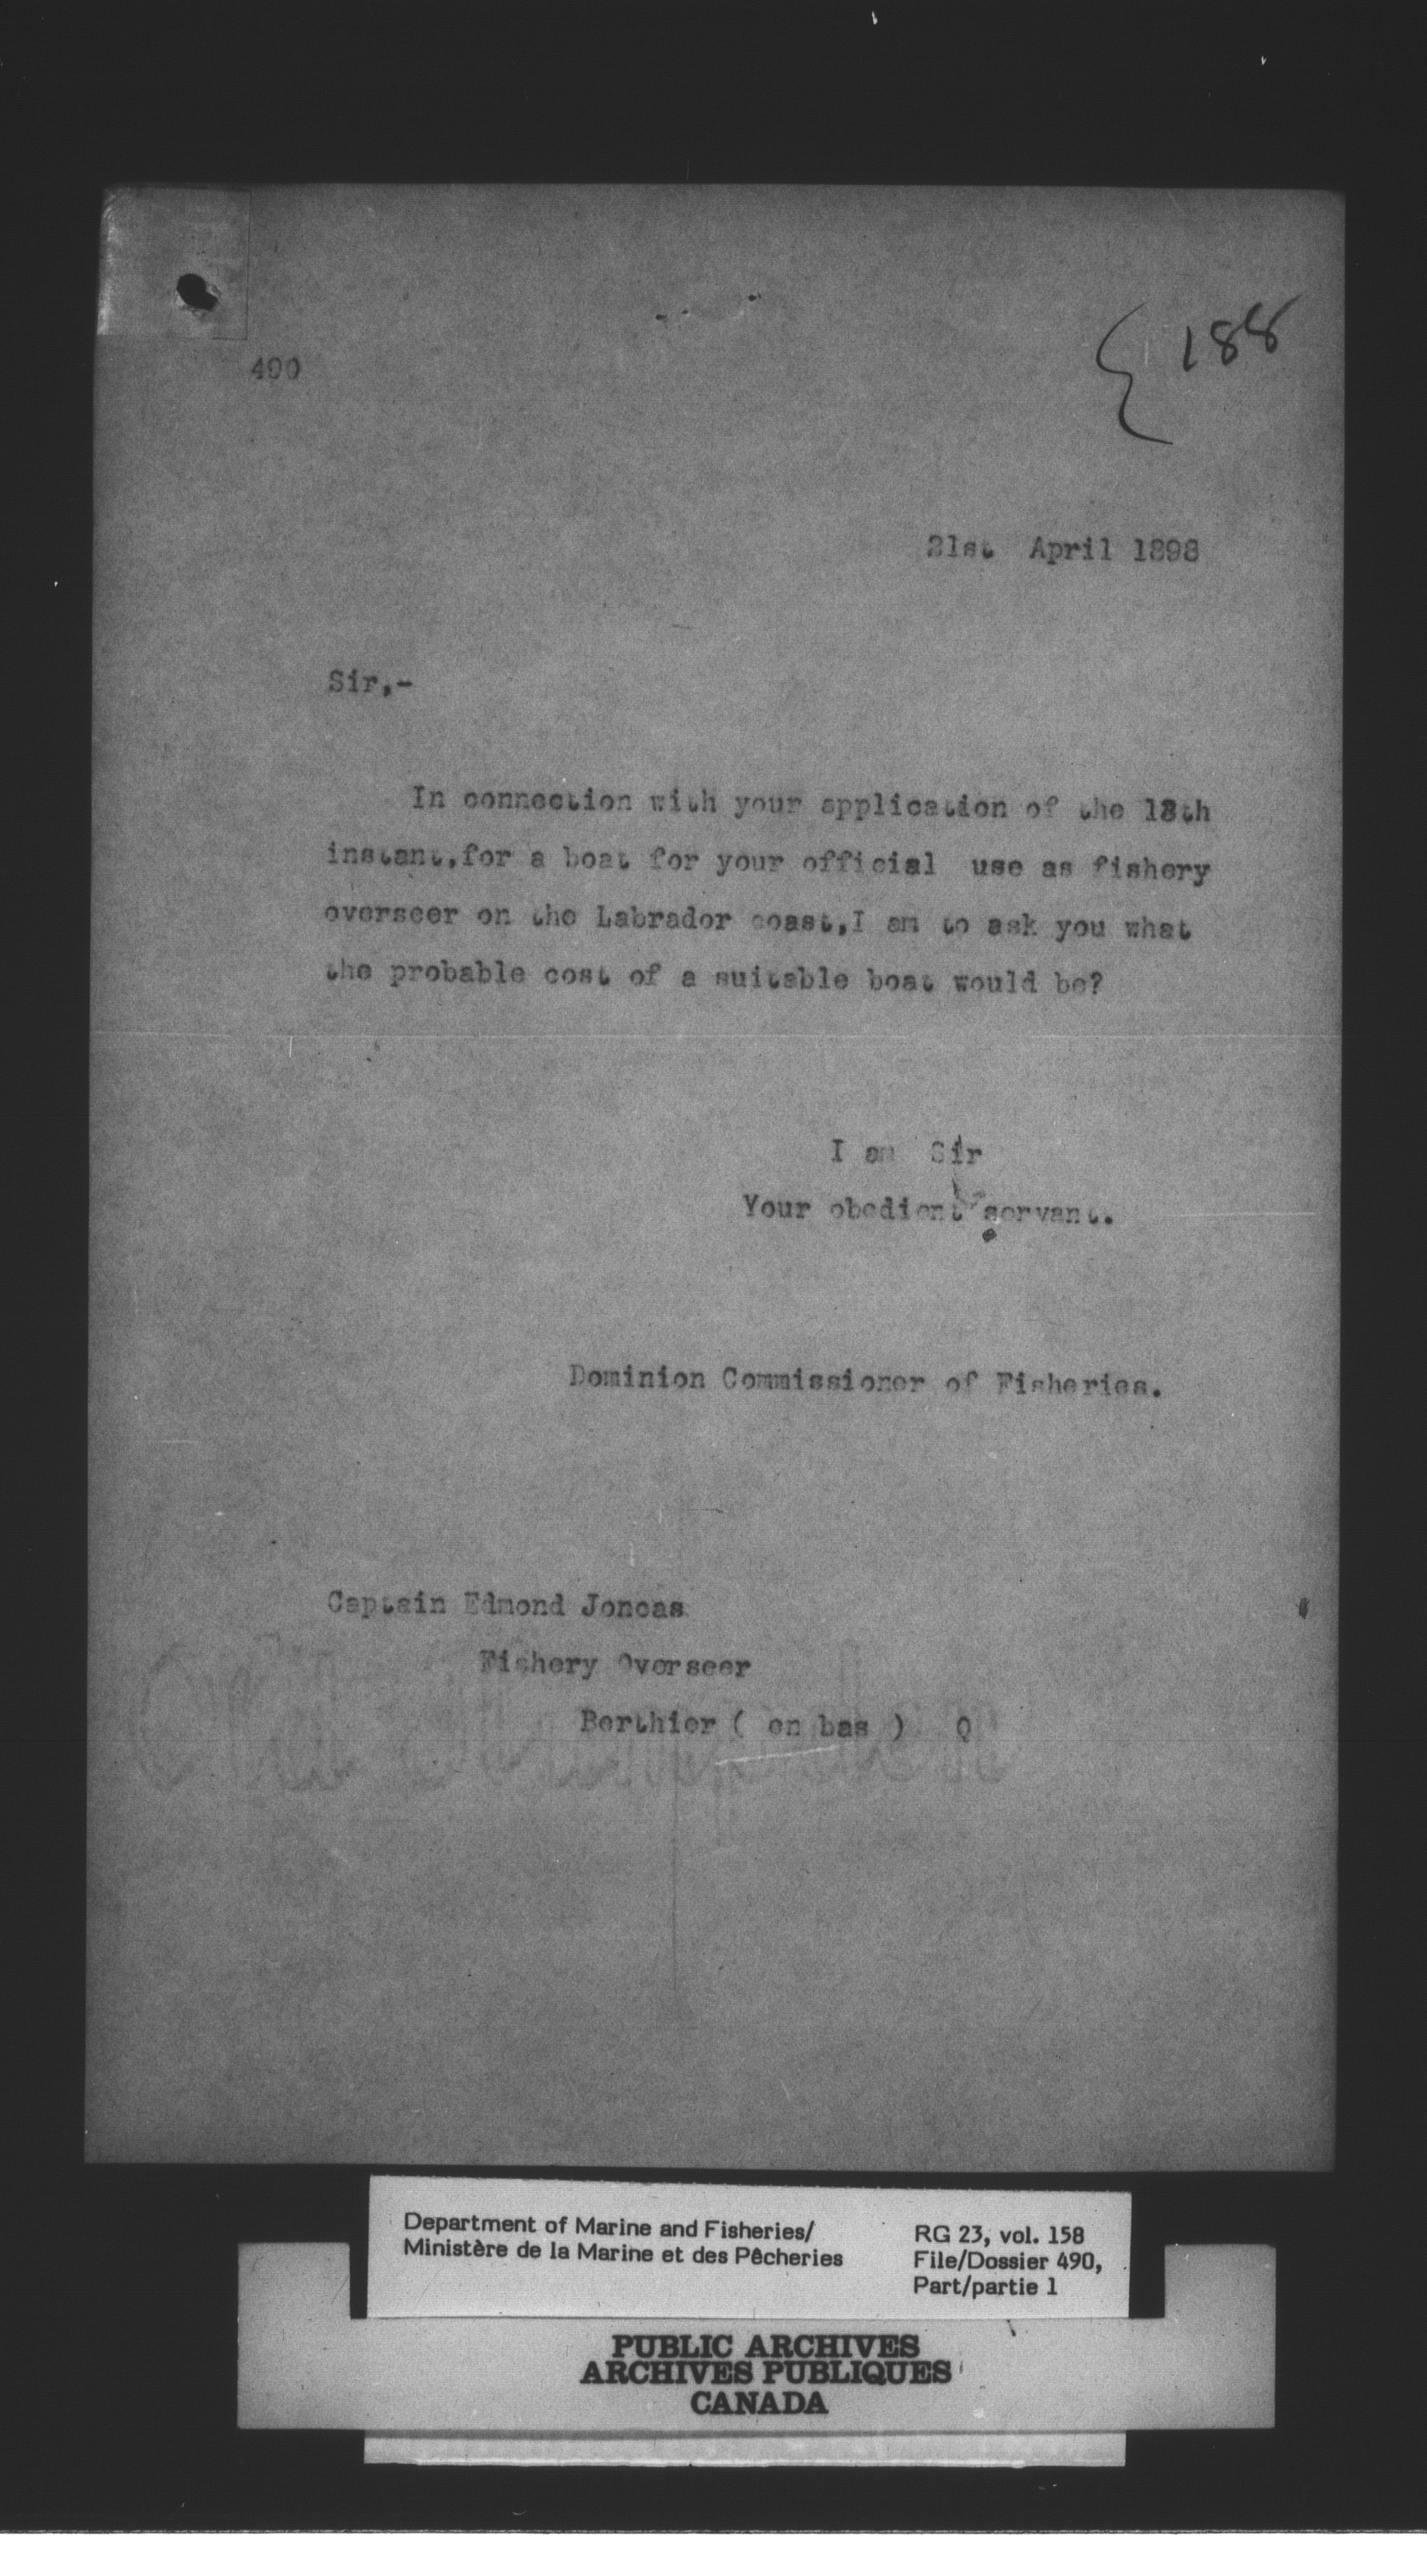 490
188
21st April 1898
Sir,-
In connection with your application of the 18th
instant,for a boat for your official use as fishery
overseer on the Labrador coast,I am to ask you what
the probable cost of a suitable boat would be?
I am Sir
Your obedient servant.
Dominion Commissioner of Fisheries.
Captain Edmond Joncas
Fishery Overseer
Berthier ( en bas ) Q
Department of Marine and Fisheries/
Ministère de la Marine et des Pêcheries
RG 23, vol. 158
File/Dossier 490,
Part/partie 1
PUBLIC ARCHIVES
ARCHIVES PUBLIQUES
CANADA